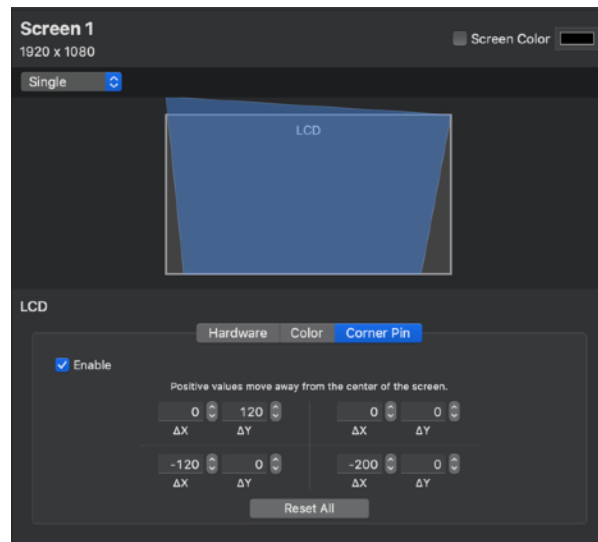 Screen 1
Screen Color
1920 x 1080
Single
LCD
LCD
Hardware Color Corner Pin
Enable
Positive values move away from the center of the screen.
0 120 0 0
ΔX ΔY ΔX ΔY
-120 0 -200 0
ΔX ΔY ΔX ΔY
Reset All